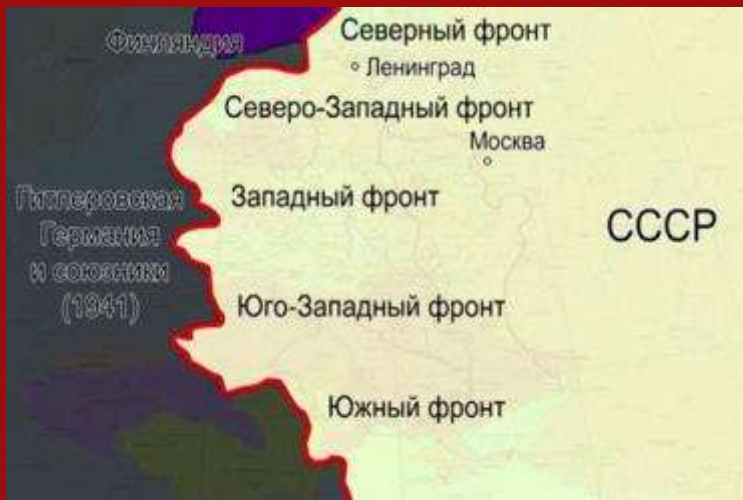 Северный фронт
Финляндия
Ленинград
Северо-Западный фронт
Москва
Западный фронт
Гитлеровская
Германия
и союзники
(1941)
СССР
Юго-Западный фронт
Южный фронт